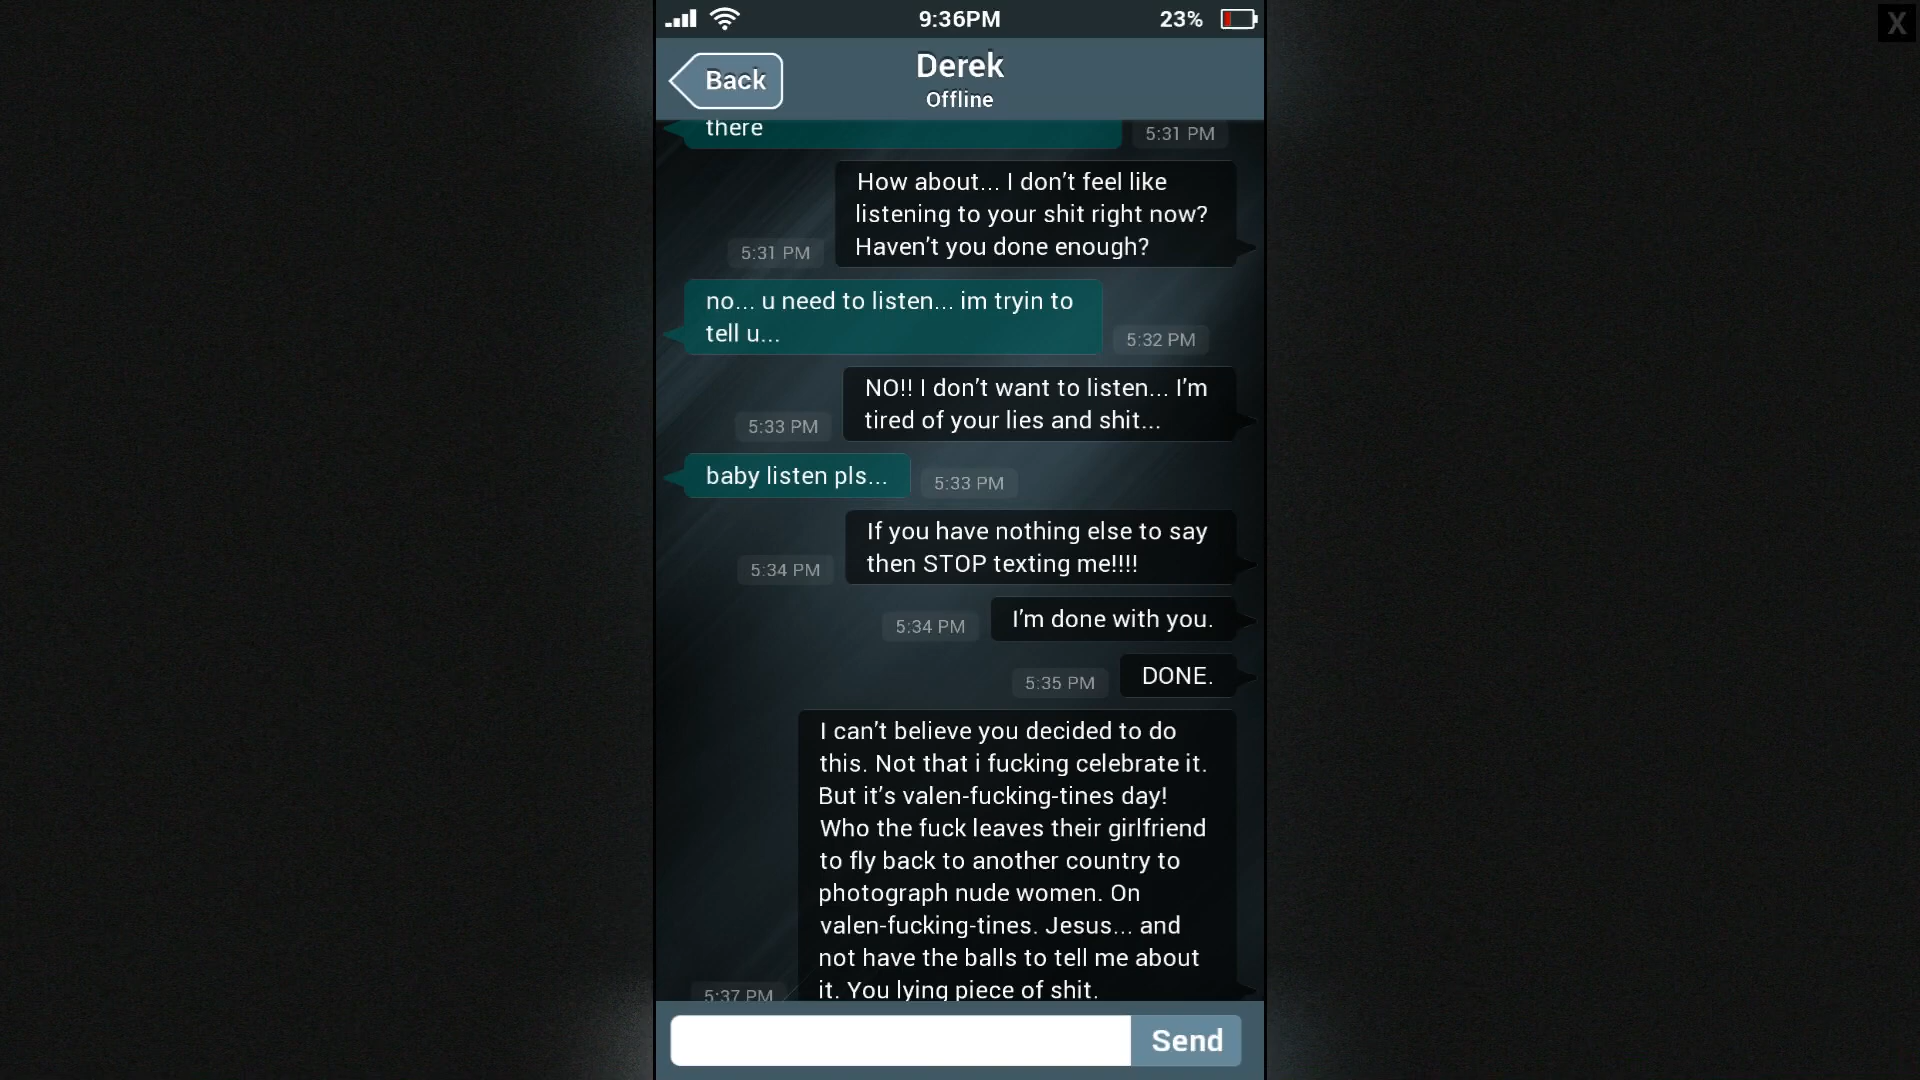 9:36PM
23%
X
Back
Derek
Offline
there
5:31 PM
How about... I don’t feel like
listening to your shit right now?
Haven’t you done enough?
5:31 PM
no... u need to listen... im tryin to
tell u...
5:32 PM
NO!! I don’t want to listen... I’m
tired of your lies and shit...
5:33 PM
baby listen pls...
5:33 PM
If you have nothing else to say
then STOP texting me!!!!
5:34 PM
I’m done with you.
5:34 PM
DONE.
5:35 PM
I can’t believe you decided to do
this. Not that i fucking celebrate it.
But it’s valen-fucking-tines day!
Who the fuck leaves their girlfriend
to fly back to another country to
photograph nude women. On
valen-fucking-tines. Jesus... and
not have the balls to tell me about
it. You lying piece of shit.
5:37 PM
Send